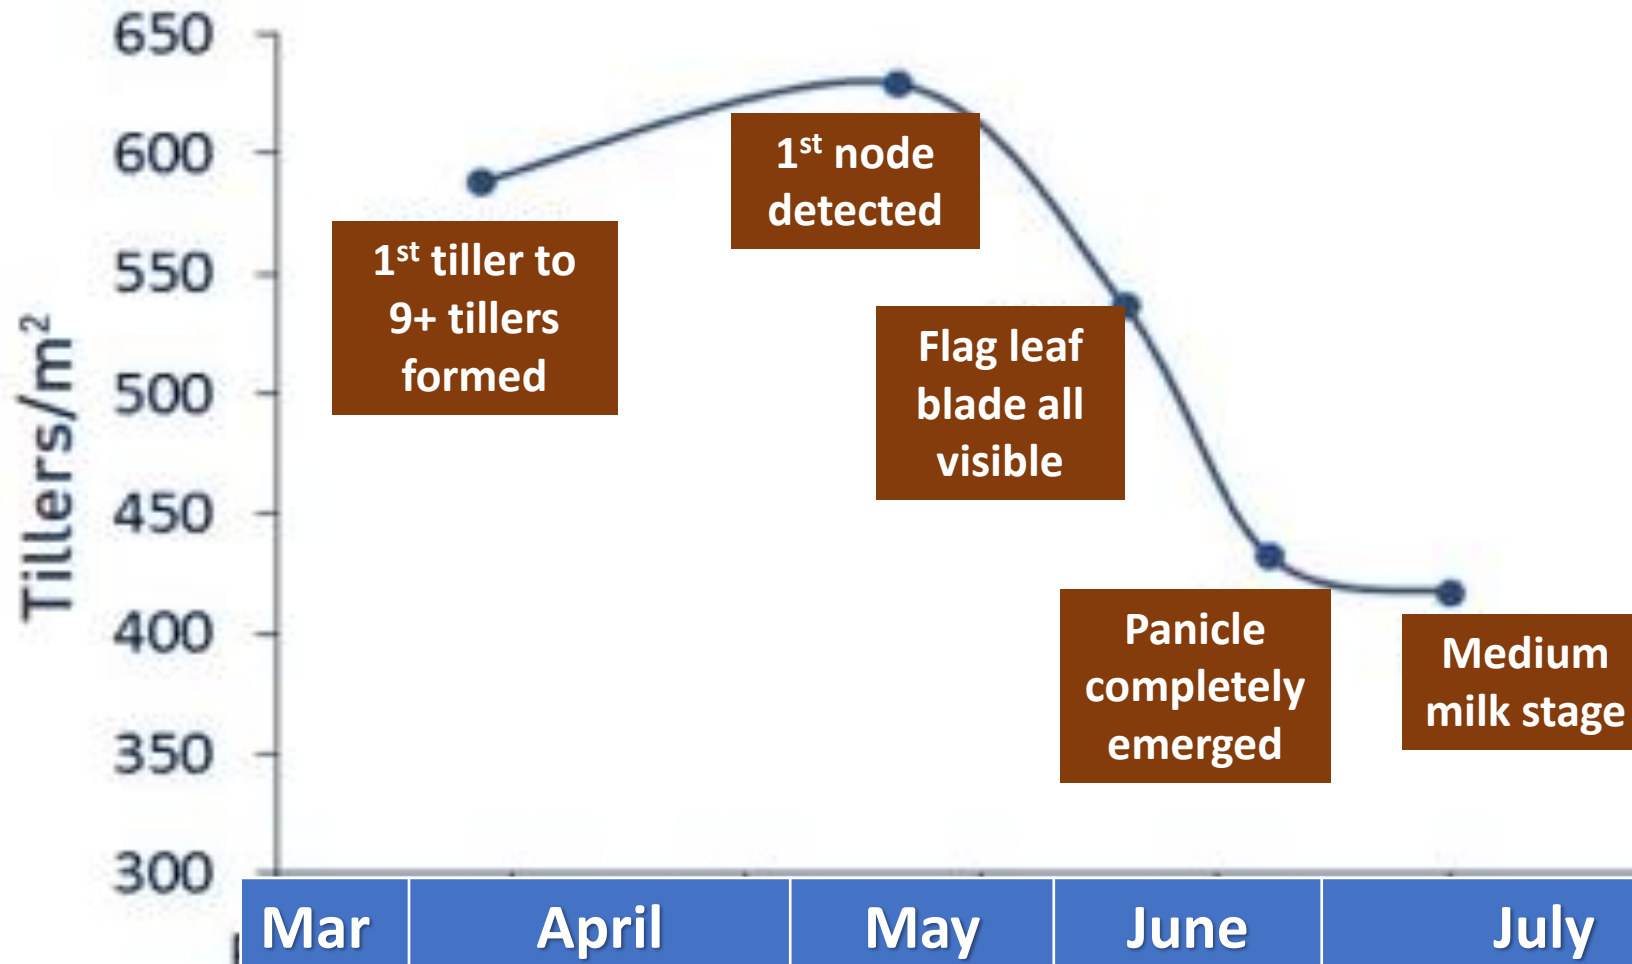 650
600
550
500
450
400
350
300
Tillers/m²
1st tiller to
9+ tillers
formed
1st node
detected
Flag leaf
blade all
visible
Panicle
completely
emerged
Medium
milk stage
Mar April May June July